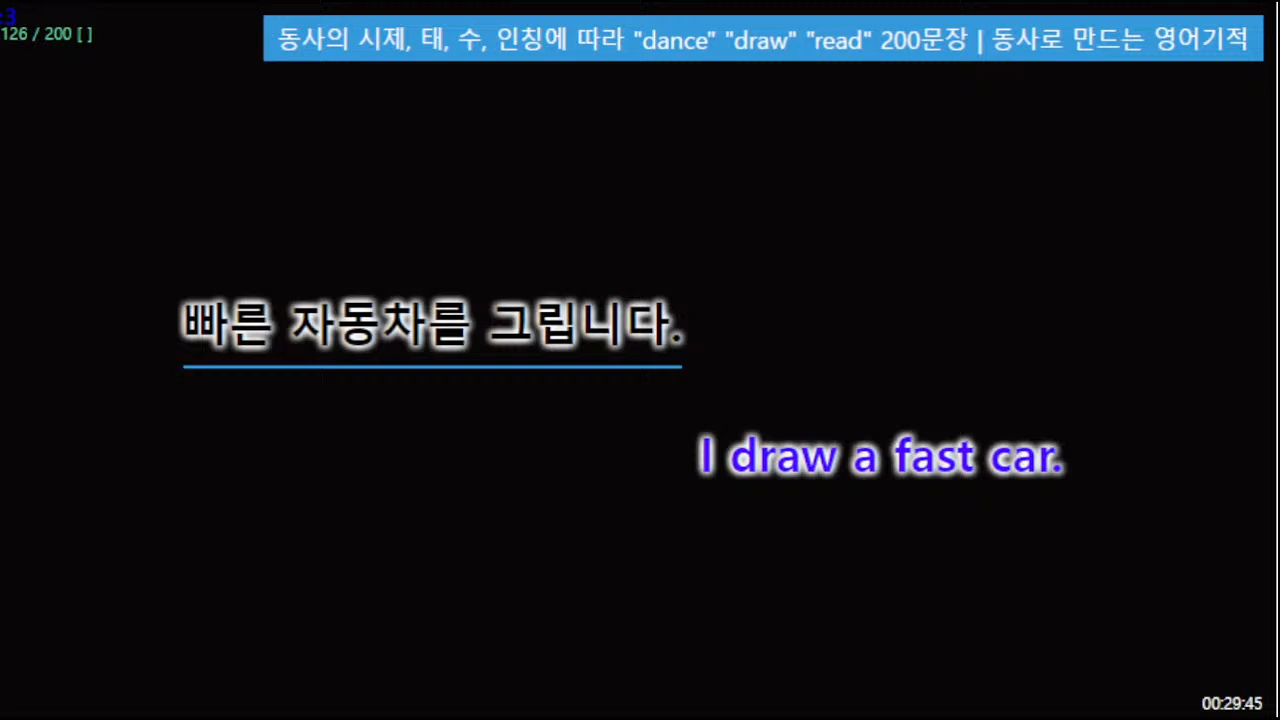 :3
126 / 200 [ ]
동사의 시제, 태, 수, 인칭에 따라 "dance" "draw" "read" 200문장 | 동사로 만드는 영어기적
빠른 자동차를 그립니다.
I draw a fast car.
00:29:45